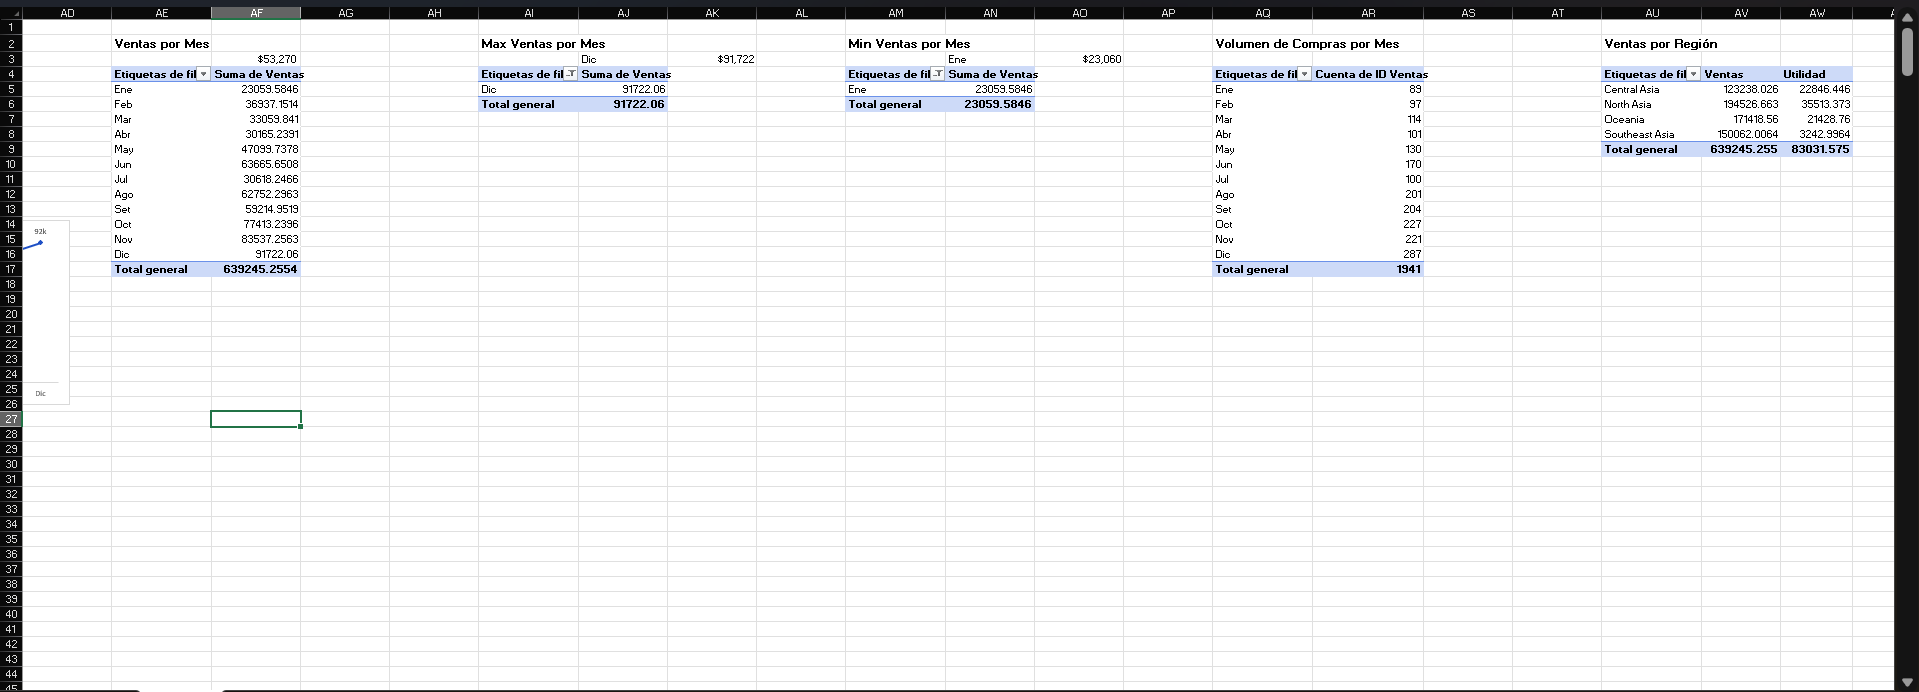 AD AE AF AG AH AI AJ AK AL AM AN AO AP AQ AR AS AT AU AV AW
1
2 Ventas por Mes Max Ventas por Mes Min Ventas por Mes Volumen de Compras por Mes Ventas por Región
3 $53,270 Dic $91,722 Ene $23,060
4 Etiquetas de fil Suma de Ventas Etiquetas de fil Suma de Ventas Etiquetas de fil Suma de Ventas Etiquetas de fil Cuenta de ID Ventas Etiquetas de fil Ventas Utilidad
5 Ene 23059.5846 Dic 91722.06 Ene 23059.5846 Ene 89 Central Asia 123238.026 22846.446
6 Feb 36937.1514 Total general 91722.06 Total general 23059.5846 Feb 97 North Asia 194526.663 35513.373
7 Mar 33059.841 Mar 114 Oceania 171418.56 21428.76
8 Abr 30165.2391 Abr 101 Southeast Asia 150062.0064 3242.9964
9 May 47099.7378 May 130 Total general 639245.255 83031.575
10 Jun 63665.6508 Jun 170
11 Jul 30618.2466 Jul 100
12 Ago 62752.2963 Ago 201
13 Set 59214.9519 Set 204
14 92k Oct 77413.2396 Oct 227
15 Nov 83537.2563 Nov 221
16 Dic 91722.06 Dic 287
17 Total general 639245.2554 Total general 1941
18
19
20
21
22
23
24
25 Dic
26
27
28
29
30
31
32
33
34
35
36
37
38
39
40
41
42
43
44
45